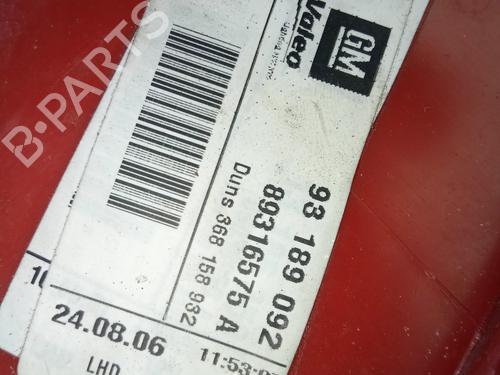 GM
Valeo
93 189 092
89316575 A
Duns 368 158 932
24.08.06
LHD
B-PARTS